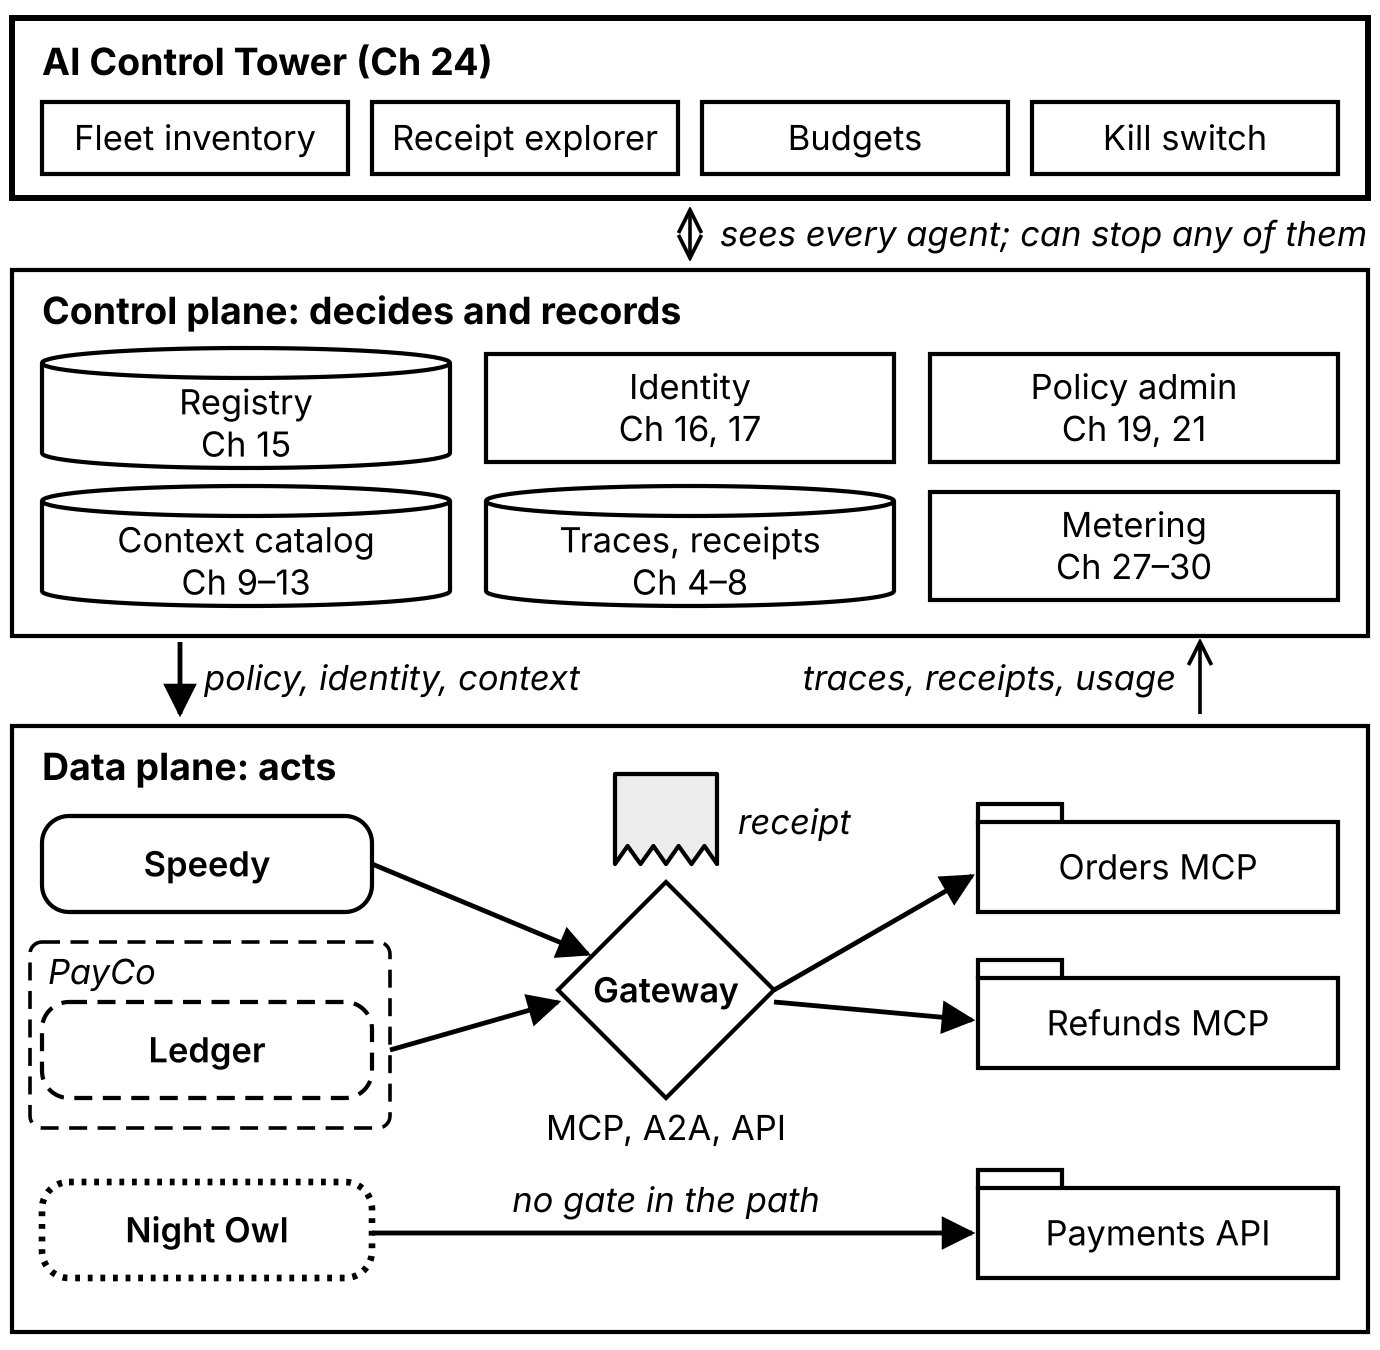 AI Control Tower (Ch 24)
Fleet inventory
Receipt explorer
Budgets
Kill switch
sees every agent; can stop any of them
Control plane: decides and records
Registry
Ch 15
Identity
Ch 16, 17
Policy admin
Ch 19, 21
Context catalog
Ch 9–13
Traces, receipts
Ch 4–8
Metering
Ch 27–30
policy, identity, context
traces, receipts, usage
Data plane: acts
receipt
Speedy
Orders MCP
PayCo
Ledger
Gateway
Refunds MCP
MCP, A2A, API
no gate in the path
Night Owl
Payments API